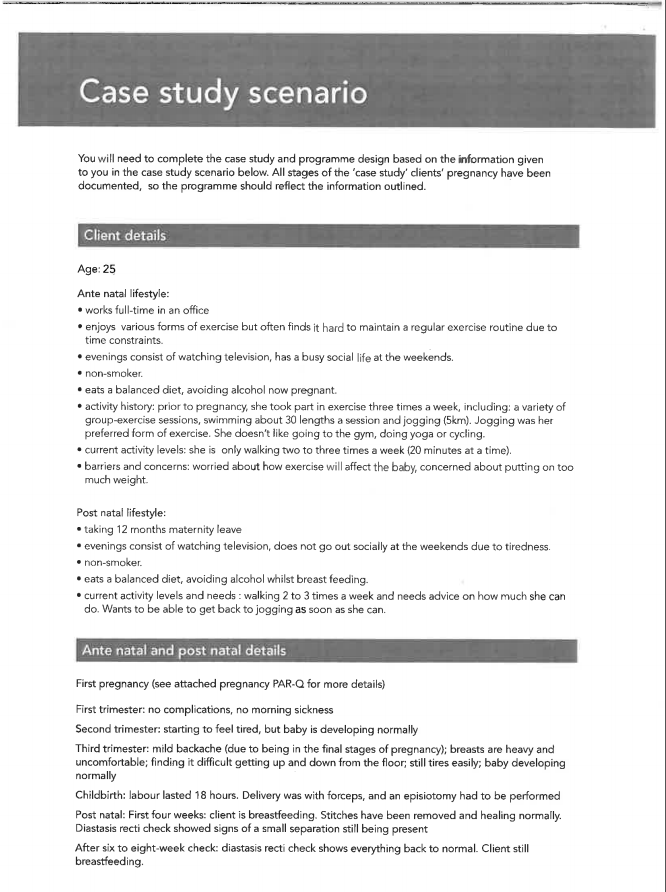 Case study scenario
You will need to complete the case study and programme design based on the information given
to you in the case study scenario below. All stages of the 'case study' clients' pregnancy have been
documented, so the programme should reflect the information outlined.
Client details
Age: 25
Ante natal lifestyle:
• works full-time in an office
• enjoys various forms of exercise but often finds it hard to maintain a regular exercise routine due to
time constraints.
• evenings consist of watching television, has a busy social life at the weekends.
• non-smoker.
• eats a balanced diet, avoiding alcohol now pregnant.
• activity history: prior to pregnancy, she took part in exercise three times a week, including: a variety of
group-exercise sessions, swimming about 30 lengths a session and jogging (5km). Jogging was her
preferred form of exercise. She doesn't like going to the gym, doing yoga or cycling.
• current activity levels: she is only walking two to three times a week (20 minutes at a time).
• barriers and concerns: worried about how exercise will affect the baby, concerned about putting on too
much weight.
Post natal lifestyle:
• taking 12 months maternity leave
• evenings consist of watching television, does not go out socially at the weekends due to tiredness.
• non-smoker.
• eats a balanced diet, avoiding alcohol whilst breast feeding.
• current activity levels and needs : walking 2 to 3 times a week and needs advice on how much she can
do. Wants to be able to get back to jogging as soon as she can.
Ante natal and post natal details
First pregnancy (see attached pregnancy PAR-Q for more details)
First trimester: no complications, no morning sickness
Second trimester: starting to feel tired, but baby is developing normally
Third trimester: mild backache (due to being in the final stages of pregnancy); breasts are heavy and
uncomfortable; finding it difficult getting up and down from the floor; still tires easily; baby developing
normally
Childbirth: labour lasted 18 hours. Delivery was with forceps, and an episiotomy had to be performed
Post natal: First four weeks: client is breastfeeding. Stitches have been removed and healing normally.
Diastasis recti check showed signs of a small separation still being present
After six to eight-week check: diastasis recti check shows everything back to normal. Client still
breastfeeding.